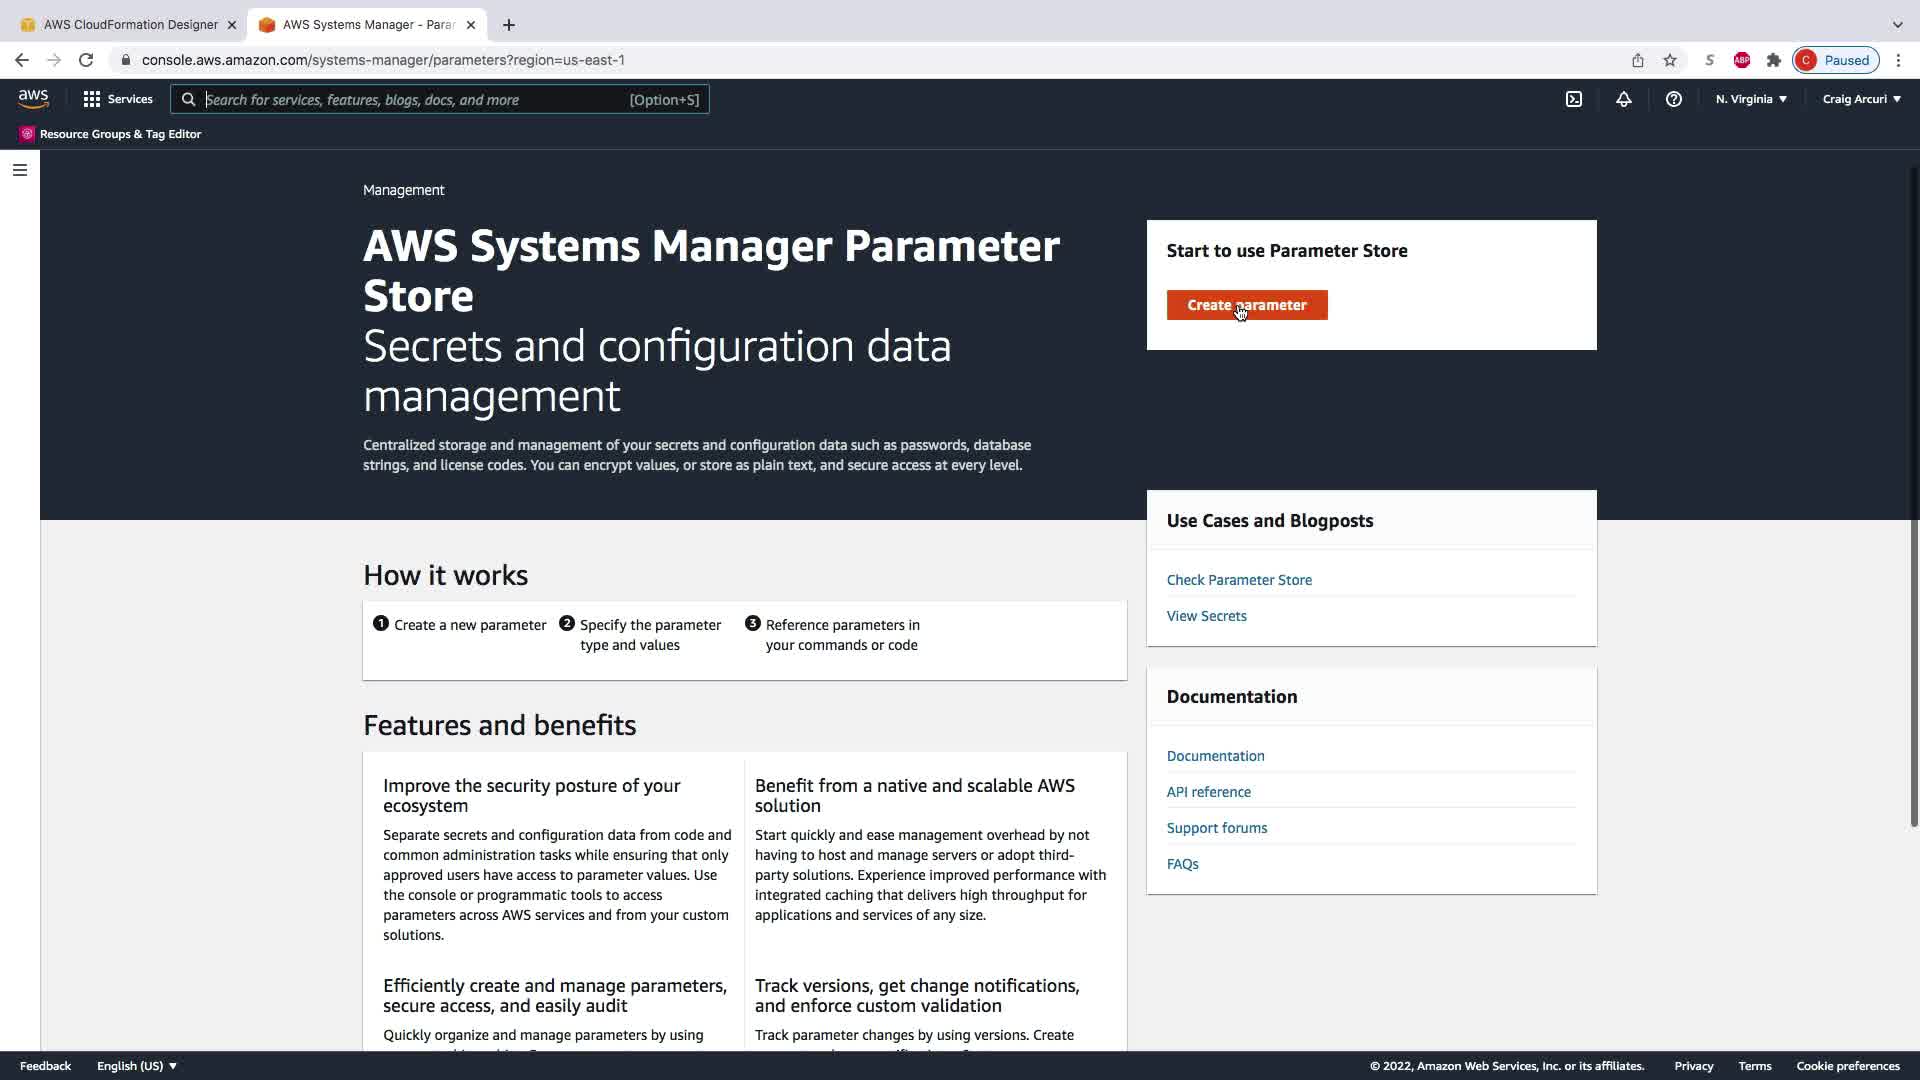 AWS CloudFormation Designer
AWS Systems Manager - Para
console.aws.amazon.com/systems-manager/parameters?region=us-east-1
S
ABP
C
Paused
aws
Services
Search for services, features, blogs, docs, and more
[Option+S]
N. Virginia
Craig Arcuri
Resource Groups & Tag Editor
Management
AWS Systems Manager Parameter
Store
Secrets and configuration data
management
Centralized storage and management of your secrets and configuration data such as passwords, database
strings, and license codes. You can encrypt values, or store as plain text, and secure access at every level.
Start to use Parameter Store
Create parameter
Use Cases and Blogposts
Check Parameter Store
View Secrets
How it works
1 Create a new parameter
2 Specify the parameter
type and values
3 Reference parameters in
your commands or code
Documentation
Documentation
API reference
Support forums
FAQs
Features and benefits
Improve the security posture of your
ecosystem
Separate secrets and configuration data from code and
common administration tasks while ensuring that only
approved users have access to parameter values. Use
the console or programmatic tools to access
parameters across AWS services and from your custom
solutions.
Benefit from a native and scalable AWS
solution
Start quickly and ease management overhead by not
having to host and manage servers or adopt third-
party solutions. Experience improved performance with
integrated caching that delivers high throughput for
applications and services of any size.
Efficiently create and manage parameters,
secure access, and easily audit
Quickly organize and manage parameters by using
Track versions, get change notifications,
and enforce custom validation
Track parameter changes by using versions. Create
Feedback
English (US)
© 2022, Amazon Web Services, Inc. or its affiliates.
Privacy
Terms
Cookie preferences